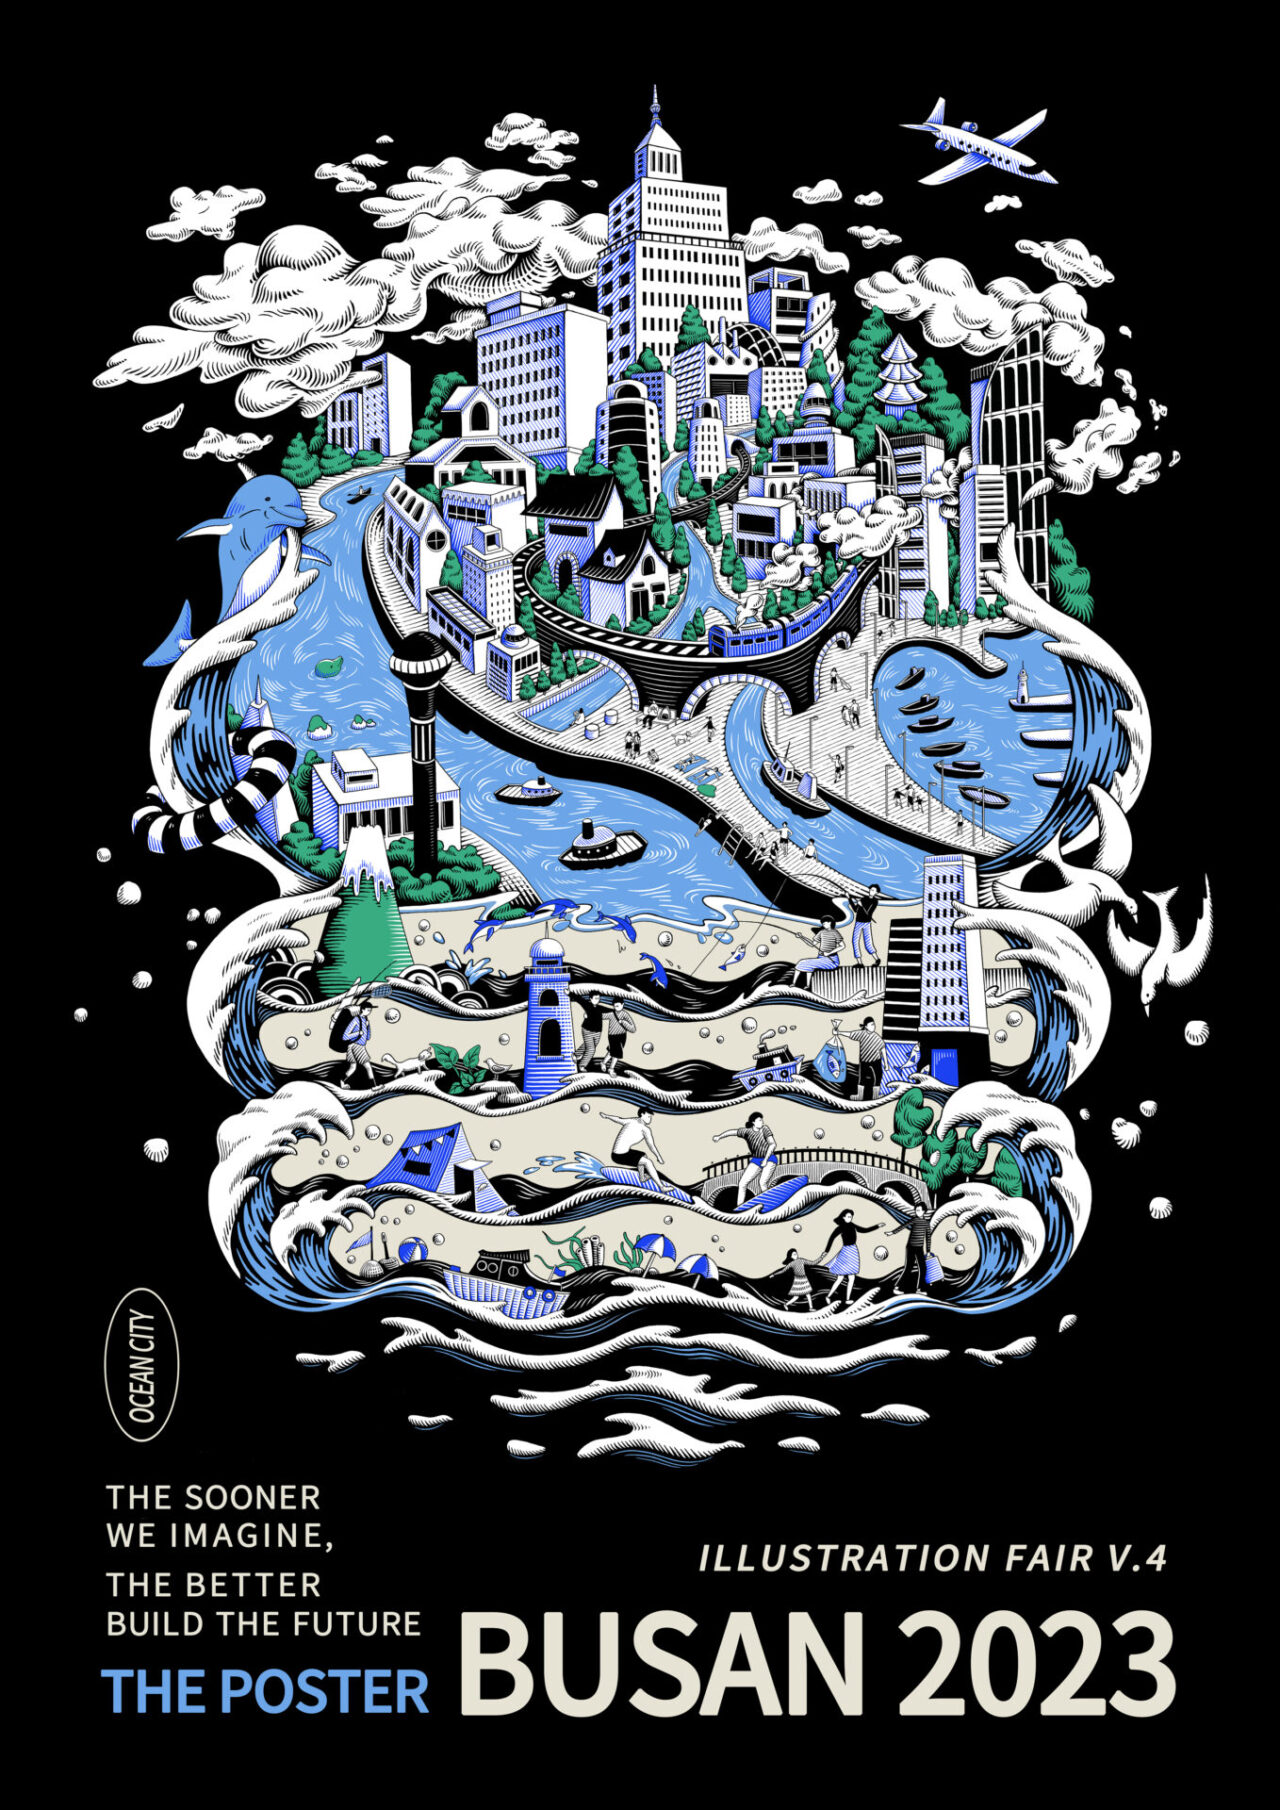 OCEAN CITY
THE SOONER
WE IMAGINE,
THE BETTER
BUILD THE FUTURE
THE POSTER
ILLUSTRATION FAIR V.4
BUSAN 2023